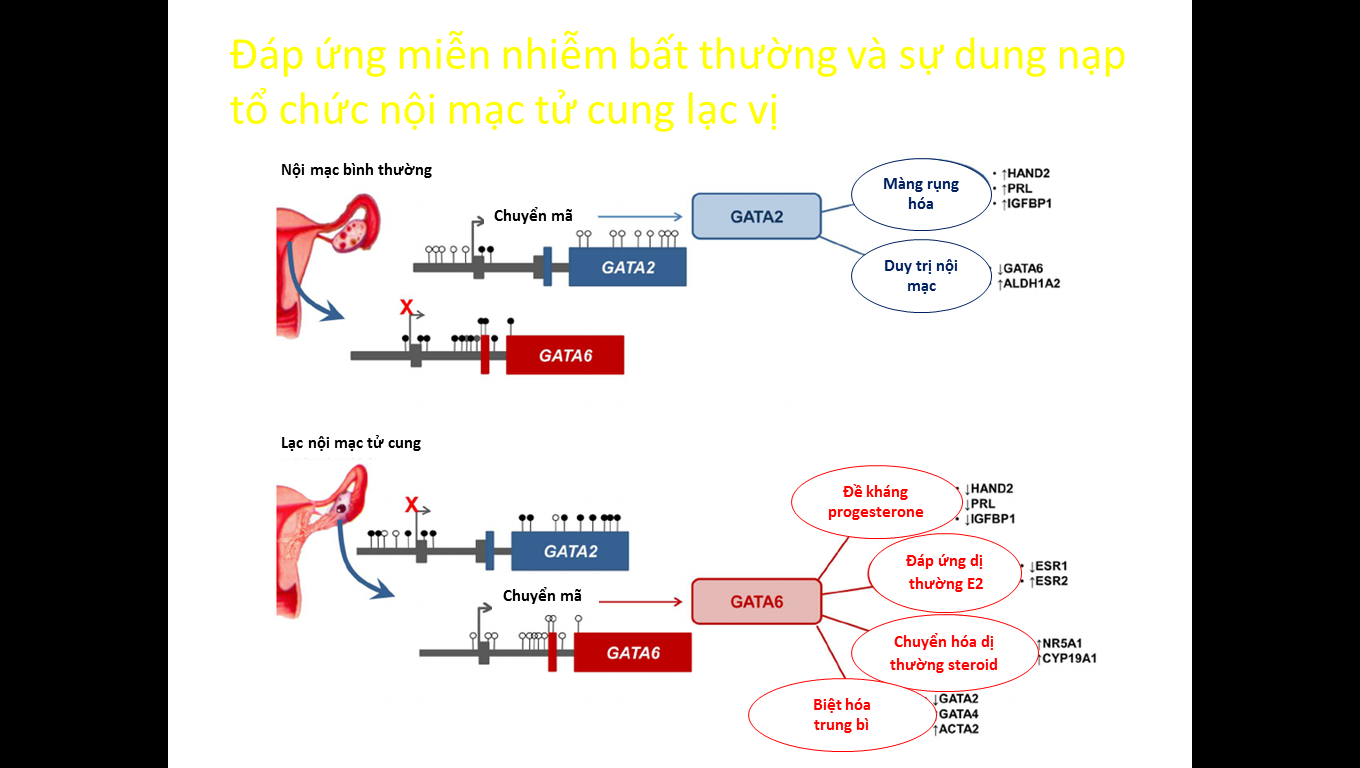 Đáp ứng miễn nhiễm bất thường và sự dung nạp
tổ chức nội mạc tử cung lạc vị
Nội mạc bình thường
Chuyển mã
GATA2
GATA2
Màng rụng
hóa
• ↑HAND2
• ↑PRL
• ↑IGFBP1
Duy trị nội
mạc
↓GATA6
↑ALDH1A2
X
GATA6
Lạc nội mạc tử cung
X
GATA2
Chuyển mã
GATA6
GATA6
Đề kháng
progesterone
• ↓HAND2
↓PRL
• ↓IGFBP1
Đáp ứng dị
thường E2
• ↓ESR1
• ↑ESR2
Chuyển hóa dị
thường steroid
↑NR5A1
↑CYP19A1
Biệt hóa
trung bì
↓GATA2
GATA4
↑ACTA2